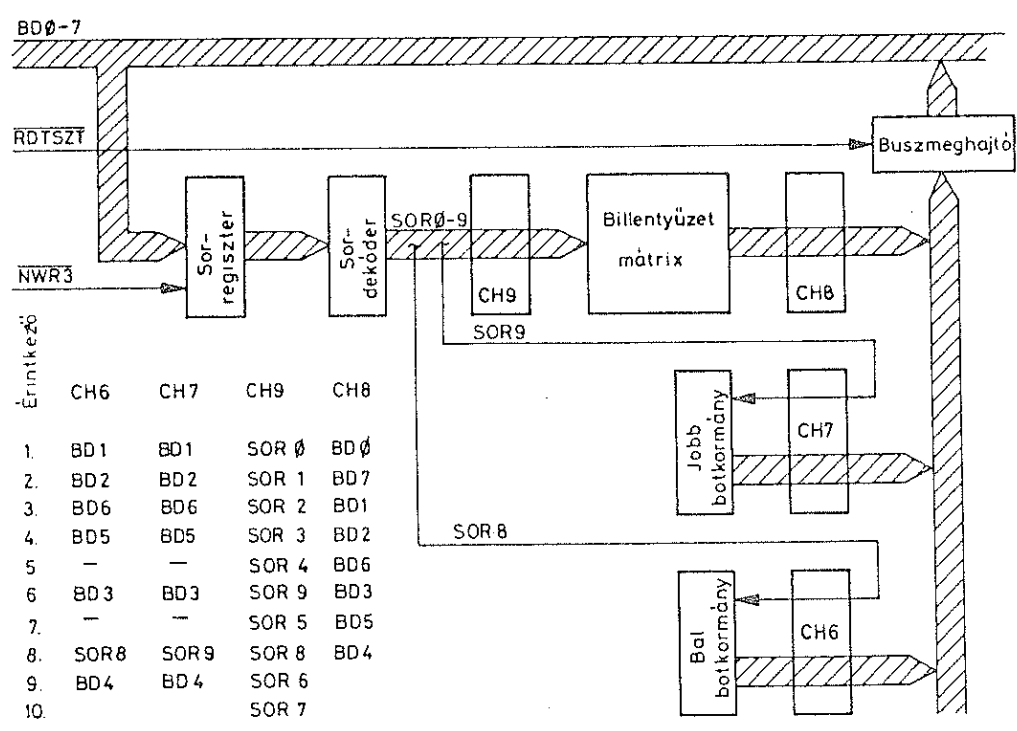 BDØ-7
RDTSZT
Buszmeghajtó
Sor-
regiszter
Sor-
dekóder
SORØ-9
CH9
Billentyűzet
mátrix
CH8
NWR3
SOR9
Jobb
botkormány
CH7
SOR8
Bal
botkormány
CH6
Érintkező CH6 CH7 CH9 CH8
1. BD1 BD1 SOR Ø BDØ
2. BD2 BD2 SOR 1 BD7
3. BD6 BD6 SOR 2 BD1
4. BD5 BD5 SOR 3 BD2
5 — — SOR 4 BD6
6 BD3 BD3 SOR 9 BD3
7. — — SOR 5 BD5
8. SOR8 SOR9 SOR 8 BD4
9. BD4 BD4 SOR 6
10. SOR 7